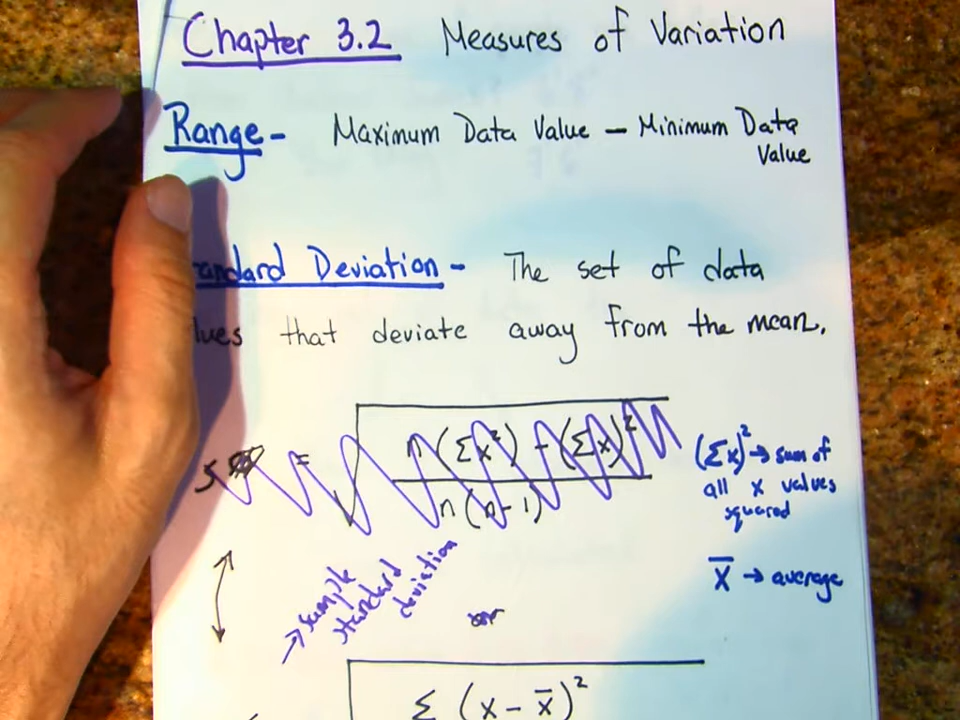 Chapter 3.2 Measures of Variation
Range- Maximum Data Value - Minimum Data
Value
andard Deviation - The set of data
lues that deviate away from the mean.
s = √ n(Σx²) - (Σx)²
n(n-1)
(Σx)² → sum of
all x values
squared
x̄ → average
→ sample
standard
deviation
or
Σ (x - x̄)²